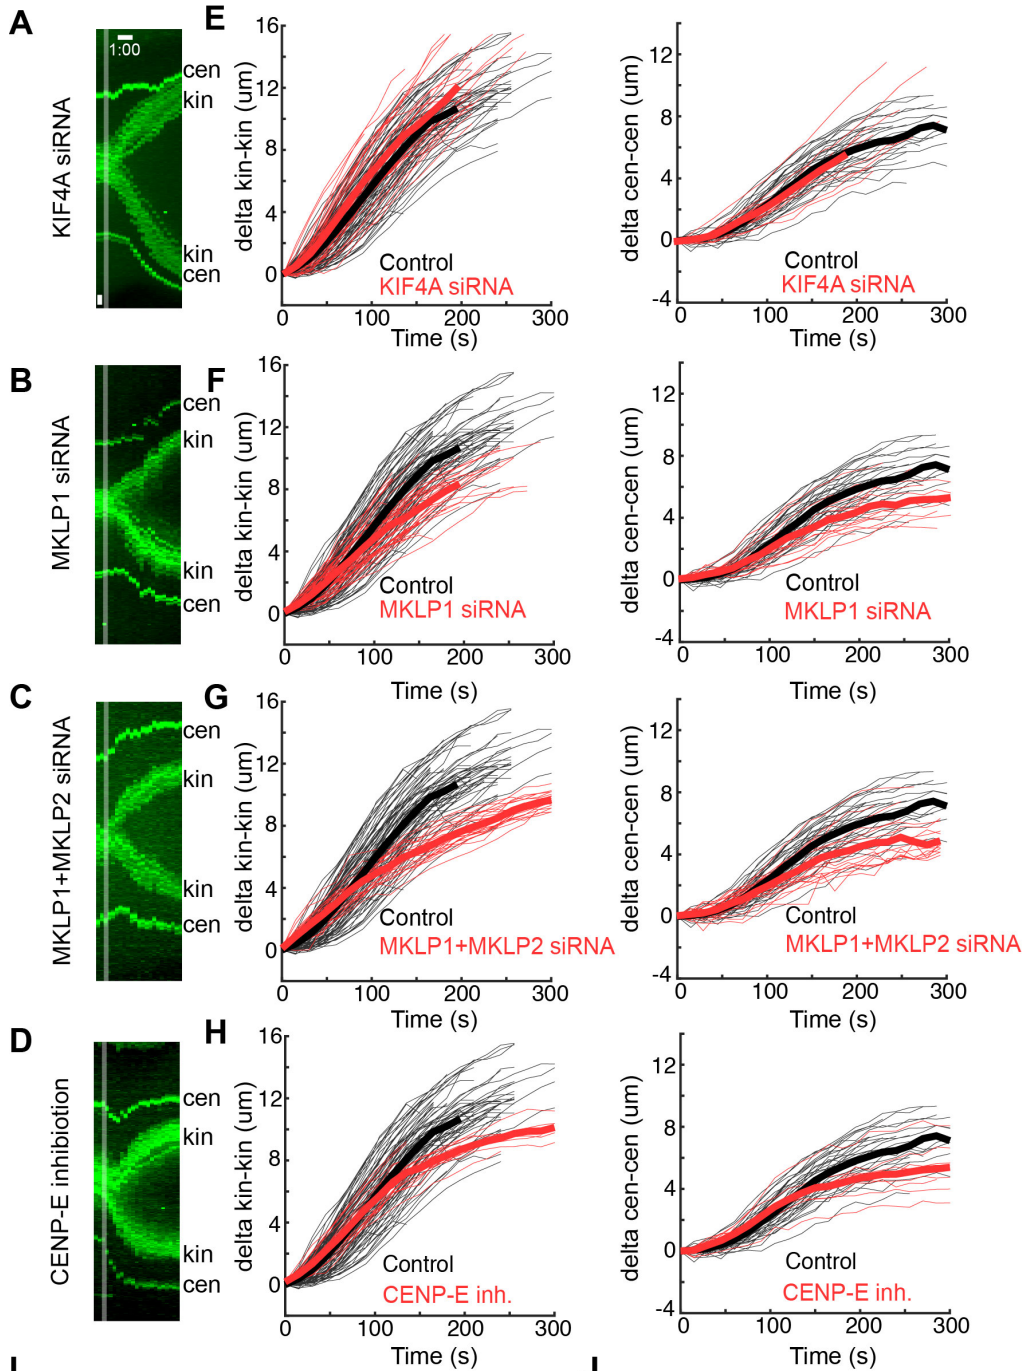 A
KIF4A siRNA
1:00
cen
kin
kin
cen
E
delta kin-kin (um)
16
12
8
4
0
Control
KIF4A siRNA
0 100 200 300
Time (s)
delta cen-cen (um)
12
8
4
0
-4
Control
KIF4A siRNA
0 100 200 300
Time (s)
B
MKLP1 siRNA
cen
kin
kin
cen
F
delta kin-kin (um)
16
12
8
4
0
Control
MKLP1 siRNA
0 100 200 300
Time (s)
delta cen-cen (um)
12
8
4
0
-4
Control
MKLP1 siRNA
0 100 200 300
Time (s)
C
MKLP1+MKLP2 siRNA
cen
kin
kin
cen
G
delta kin-kin (um)
16
12
8
4
0
Control
MKLP1+MKLP2 siRNA
0 100 200 300
Time (s)
delta cen-cen (um)
12
8
4
0
-4
Control
MKLP1+MKLP2 siRNA
0 100 200 300
Time (s)
D
CENP-E inhibiotion
cen
kin
kin
cen
H
delta kin-kin (um)
16
12
8
4
0
Control
CENP-E inh.
0 100 200 300
Time (s)
delta cen-cen (um)
12
8
4
0
-4
Control
CENP-E inh.
0 100 200 300
Time (s)